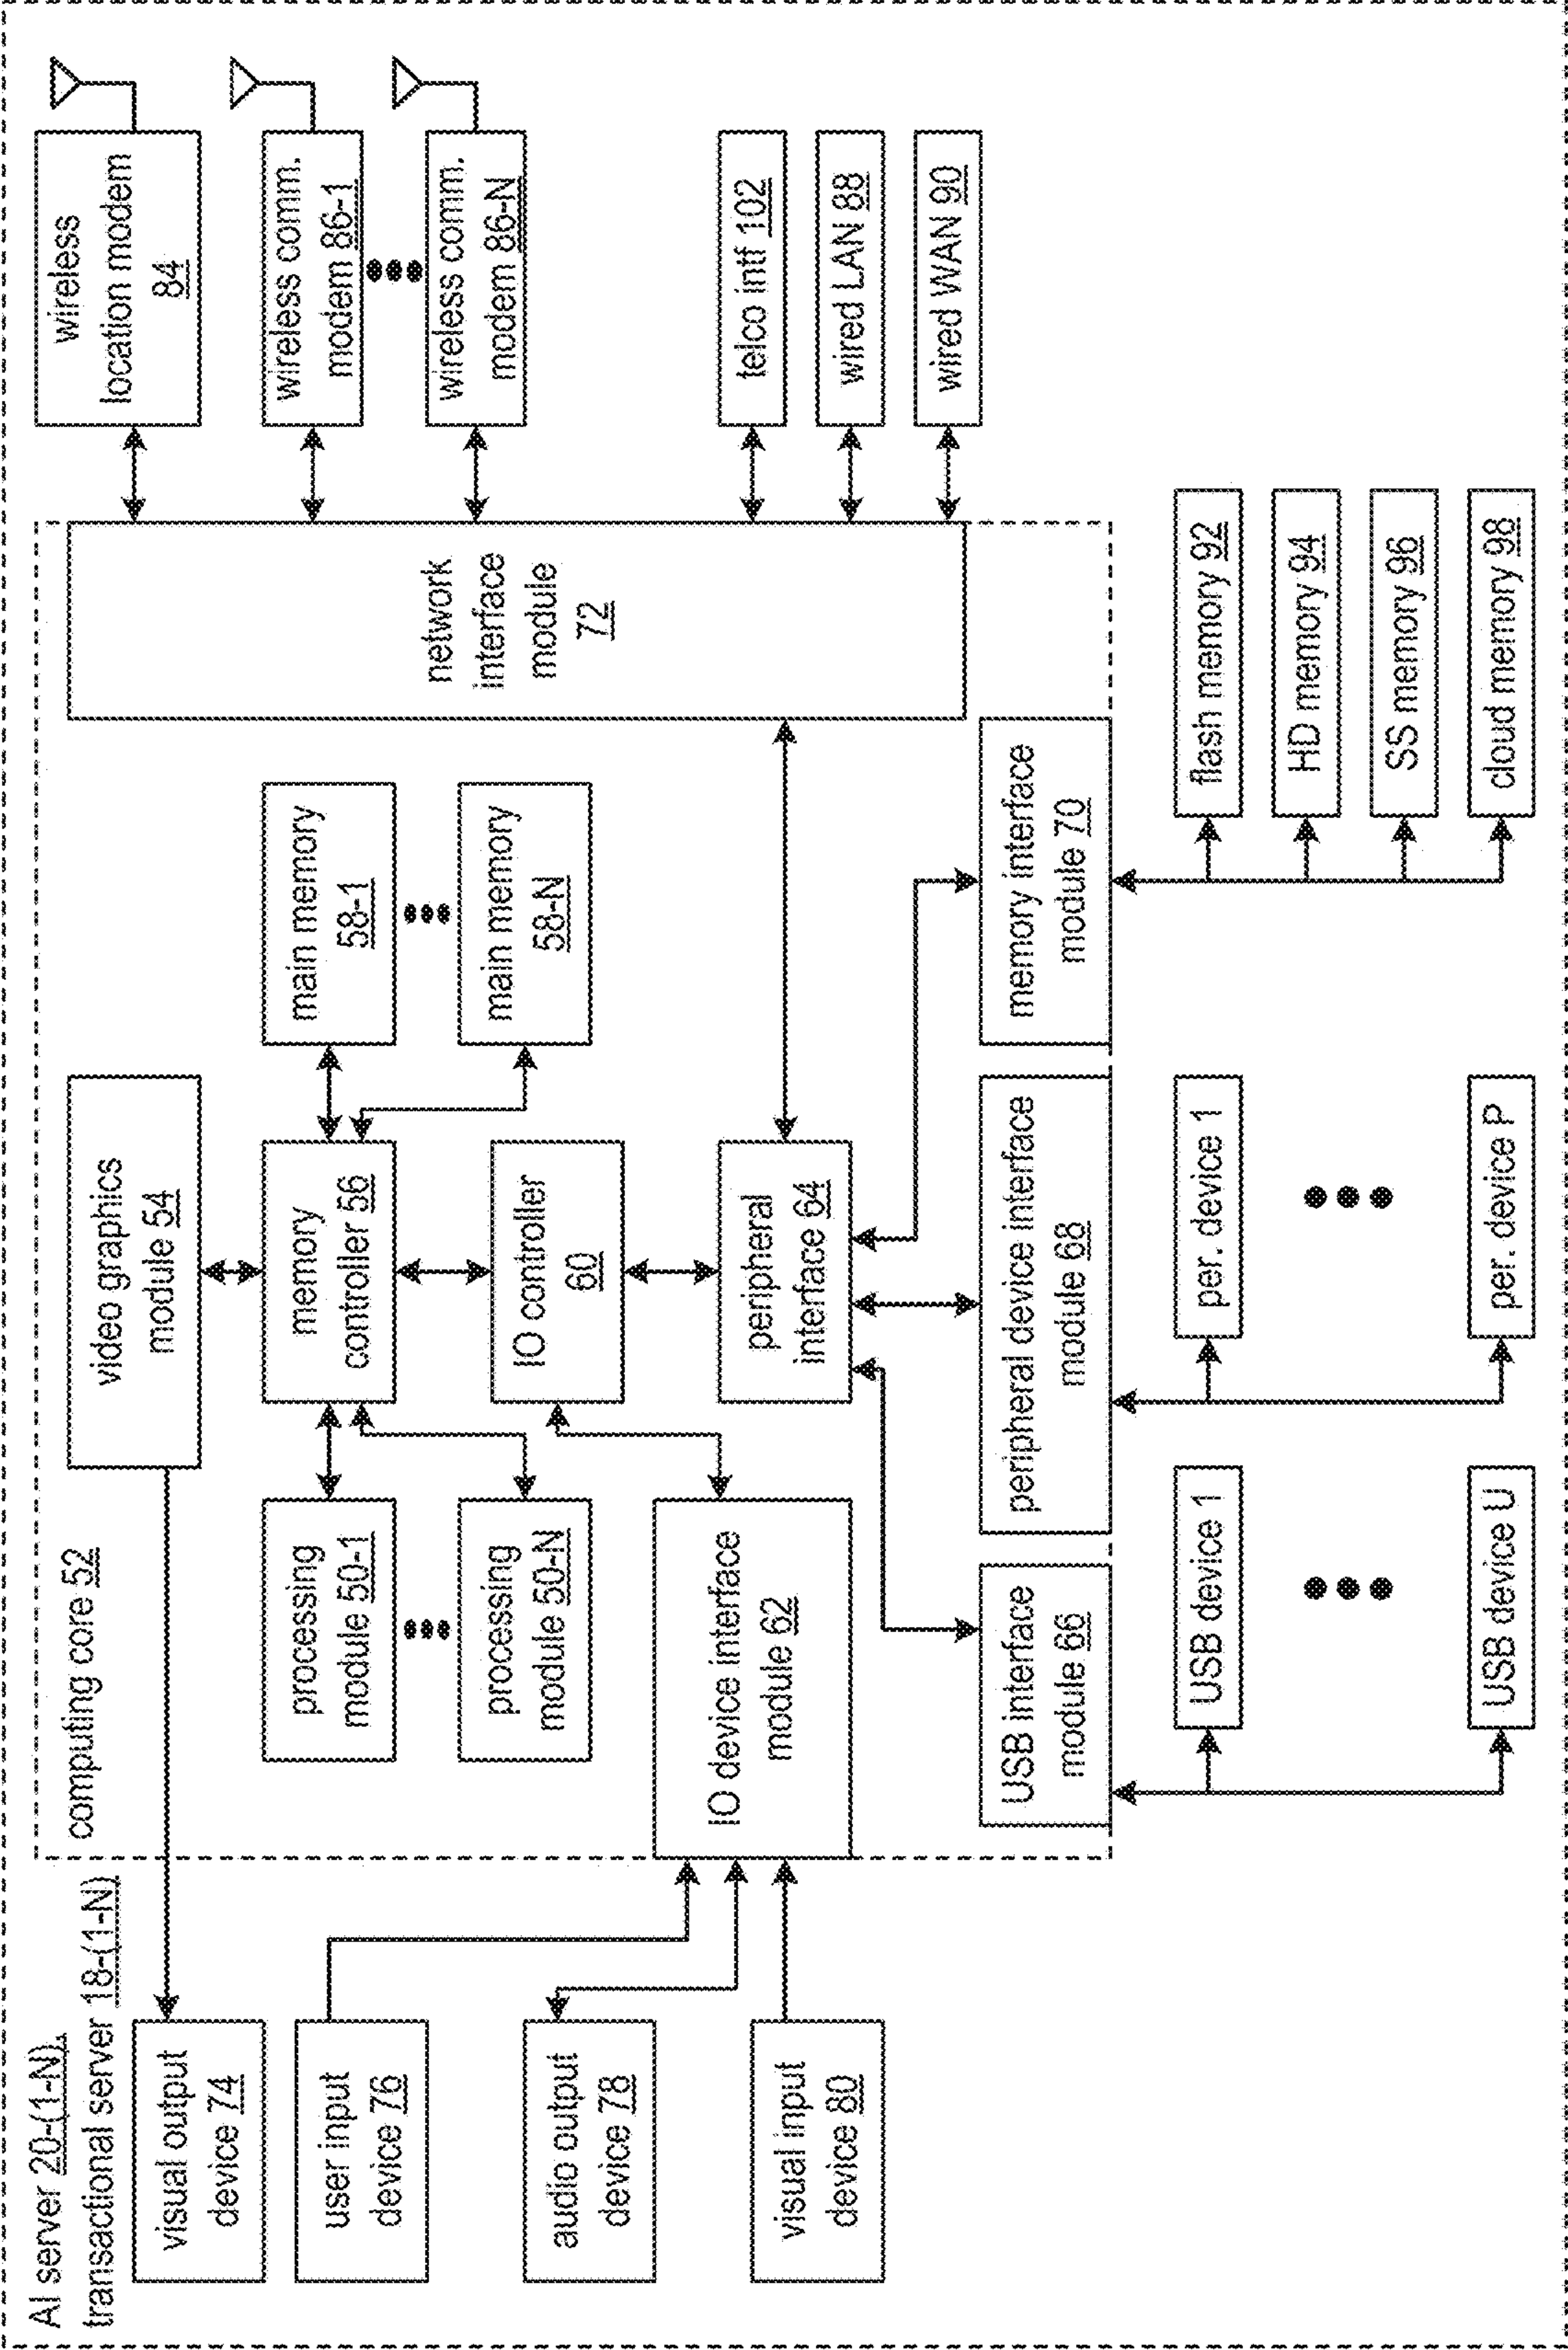 AI server 20-(1-N),
transactional server 18-(1-N)
computing core 52
visual output
device 74
user input
device 76
audio output
device 78
visual input
device 80
video graphics
module 54
processing
module 50-1
processing
module 50-N
memory
controller 56
main memory
58-1
main memory
58-N
IO controller
60
IO device interface
module 62
peripheral
interface 64
USB interface
module 66
peripheral device interface
module 68
memory interface
module 70
network
interface
module
72
wireless
location modem
84
wireless comm.
modem 86-1
wireless comm.
modem 86-N
telco intf 102
wired LAN 88
wired WAN 90
USB device 1
USB device U
per. device 1
per. device P
flash memory 92
HD memory 94
SS memory 96
cloud memory 98